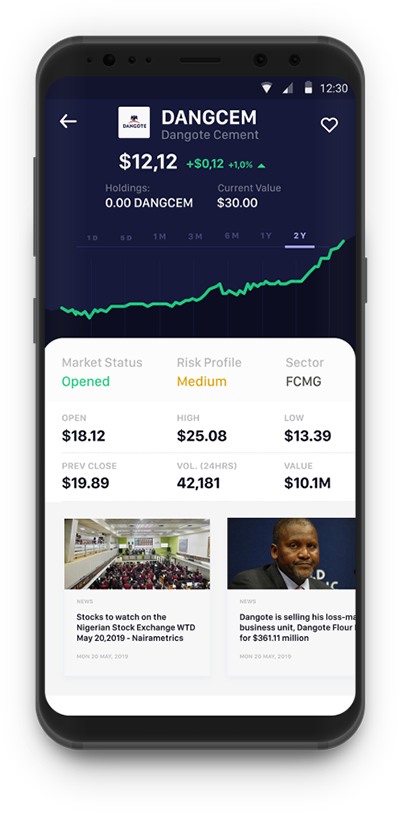 12:30
DANGOTE
DANGCEM
Dangote Cement
$12,12 +$0,12 +1,0%
Holdings: Current Value
0.00 DANGCEM $30.00
1D 5D 1M 3M 6M 1Y 2Y
Market Status Risk Profile Sector
Opened Medium FCMG
OPEN HIGH LOW
$18.12 $25.08 $13.39
PREV CLOSE VOL. (24HRS) VALUE
$19.89 42,181 $10.1M
NEWS
Stocks to watch on the
Nigerian Stock Exchange WTD
May 20,2019 - Nairametrics
MON 20 MAY, 2019
NEWS
Dangote is selling his loss-ma
business unit, Dangote Flour
for $361.11 million
MON 20 MAY, 2019